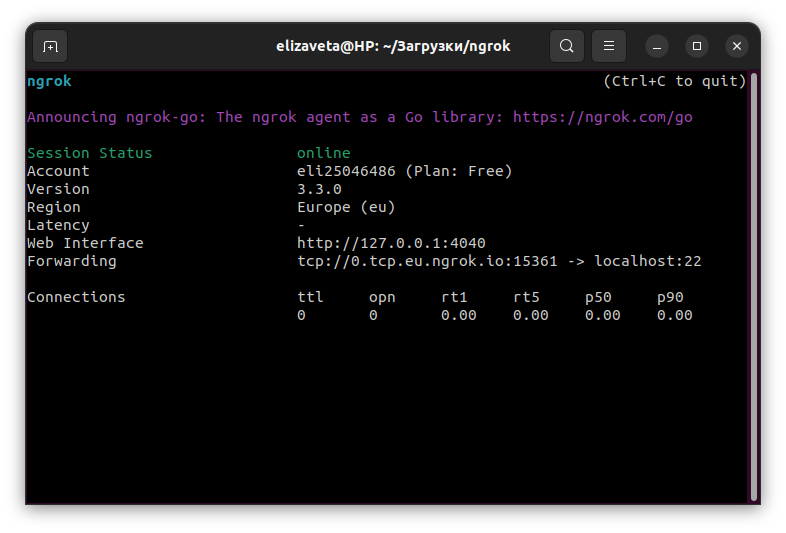 elizaveta@HP: ~/Загрузки/ngrok
ngrok (Ctrl+C to quit)
Announcing ngrok-go: The ngrok agent as a Go library: https://ngrok.com/go
Session Status online
Account eli25046486 (Plan: Free)
Version 3.3.0
Region Europe (eu)
Latency -
Web Interface http://127.0.0.1:4040
Forwarding tcp://0.tcp.eu.ngrok.io:15361 -> localhost:22
Connections ttl opn rt1 rt5 p50 p90
0 0 0.00 0.00 0.00 0.00